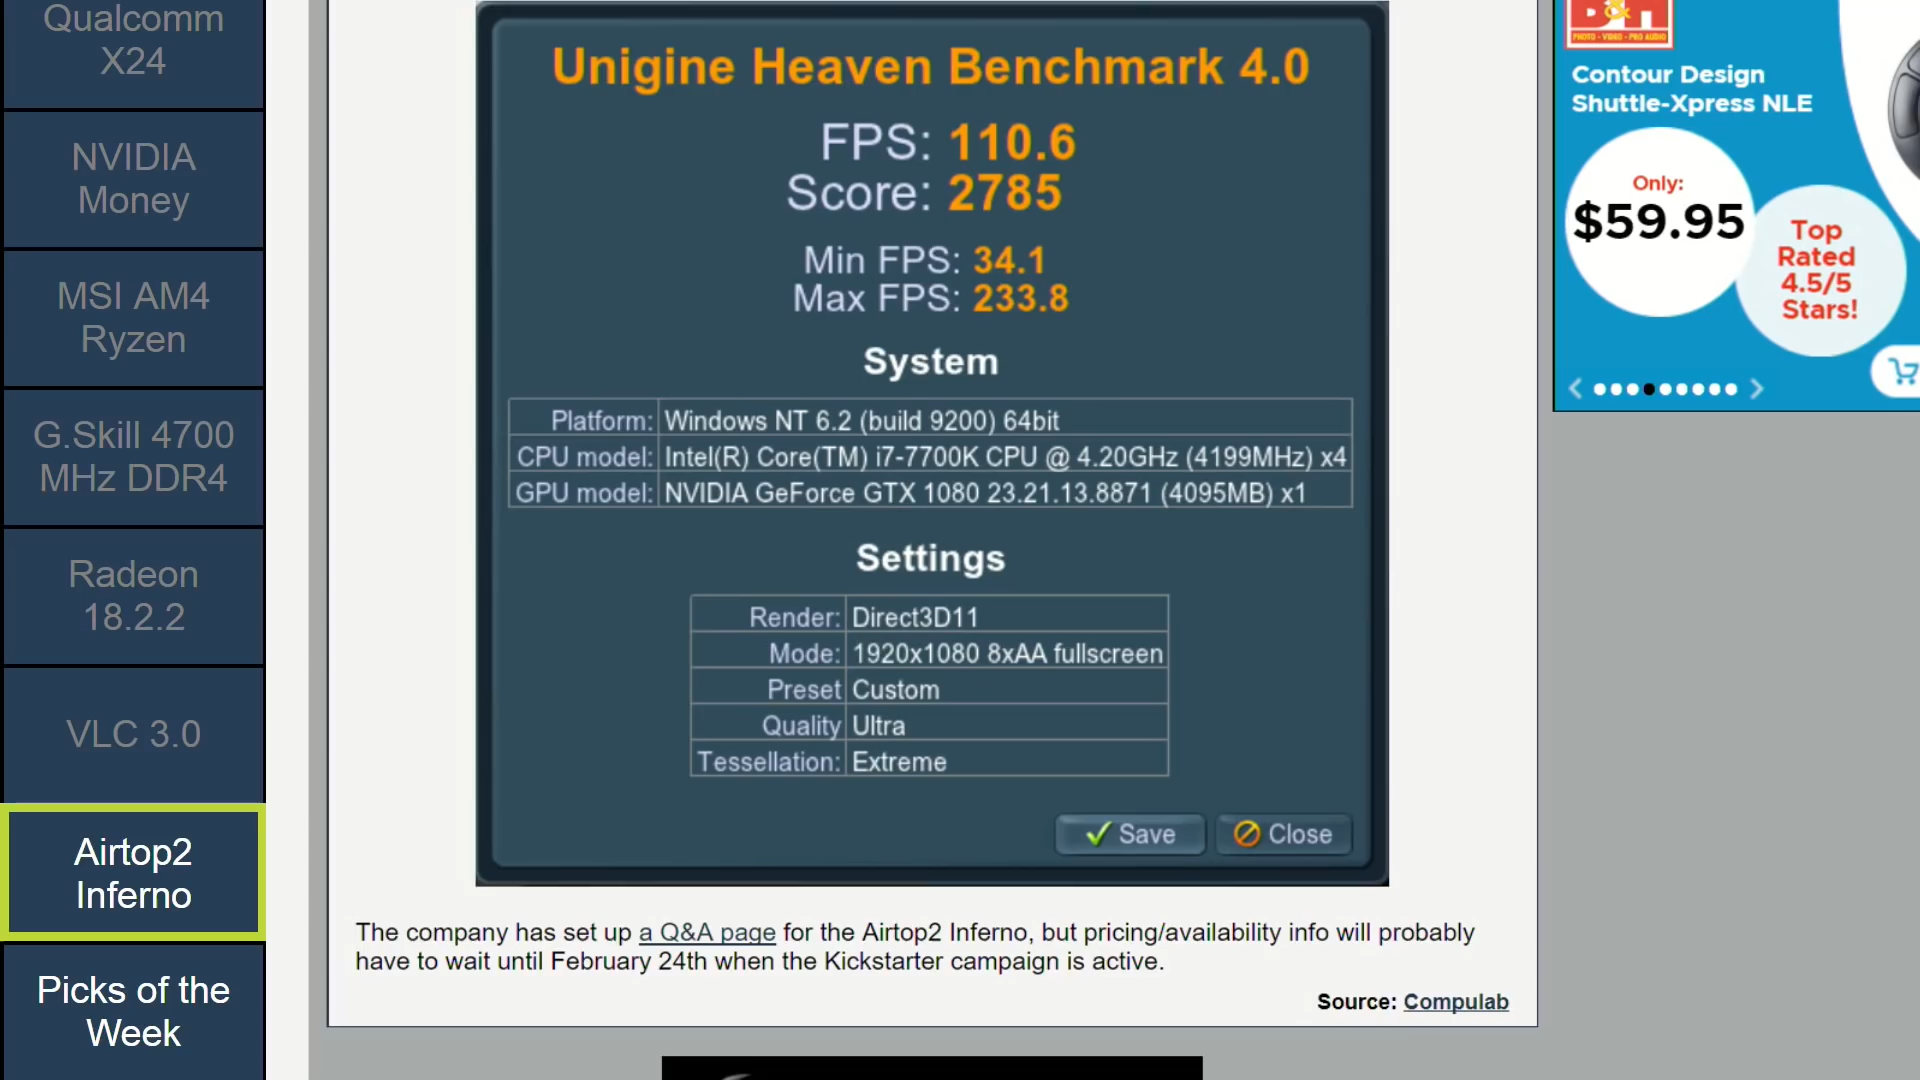 Qualcomm
X24
NVIDIA
Money
MSI AM4
Ryzen
G.Skill 4700
MHz DDR4
Radeon
18.2.2
VLC 3.0
Airtop2
Inferno
Picks of the
Week
Unigine Heaven Benchmark 4.0
FPS: 110.6
Score: 2785
Min FPS: 34.1
Max FPS: 233.8
System
Platform: Windows NT 6.2 (build 9200) 64bit
CPU model: Intel(R) Core(TM) i7-7700K CPU @ 4.20GHz (4199MHz) x4
GPU model: NVIDIA GeForce GTX 1080 23.21.13.8871 (4095MB) x1
Settings
Render: Direct3D11
Mode: 1920x1080 8xAA fullscreen
Preset Custom
Quality Ultra
Tessellation: Extreme
Save Close
The company has set up a Q&A page for the Airtop2 Inferno, but pricing/availability info will probably
have to wait until February 24th when the Kickstarter campaign is active.
Source: Compulab
B&H
PHOTO - VIDEO - PRO AUDIO
Contour Design
Shuttle-Xpress NLE
Only:
$59.95
Top
Rated
4.5/5
Stars!